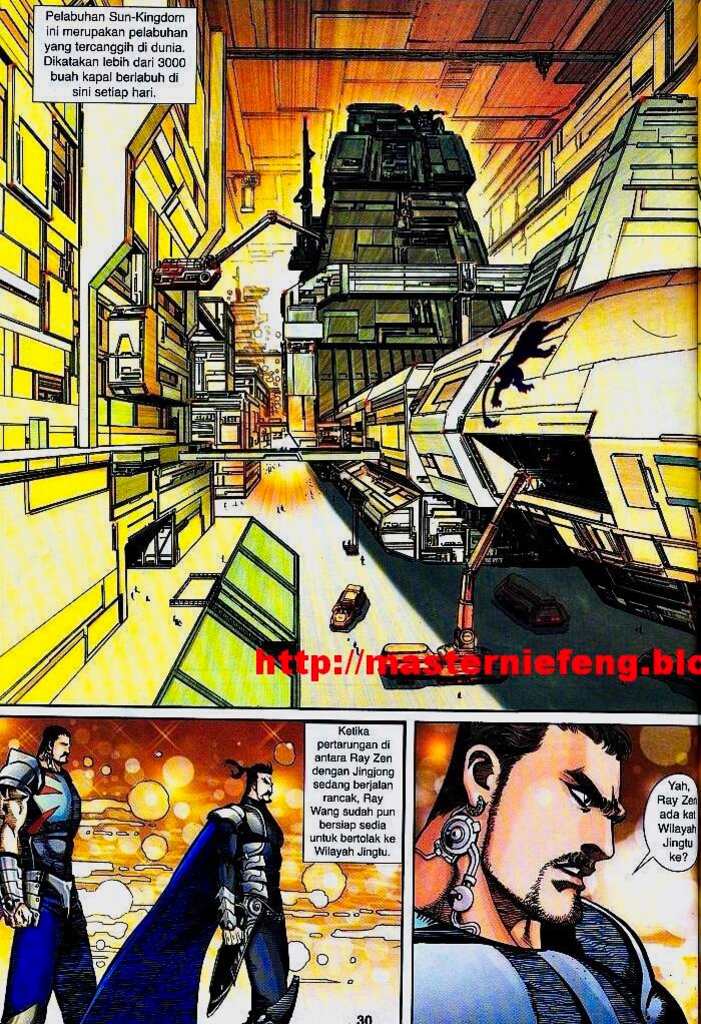 Pelabuhan Sun-Kingdom
ini merupakan pelabuhan
yang tercanggih di dunia.
Dikatakan lebih dari 3000
buah kapal berlabuh di
sini setiap hari.
http://masterniefeng.blo
Ketika
pertarungan di
antara Ray Zen
dengan Jingjong
sedang berjalan
rancak, Ray
Wang sudah pun
bersiap sedia
untuk bertolak ke
Wilayah Jingtu.
Yah,
Ray Zen
ada kat
Wilayah
Jingtu
ke?
30